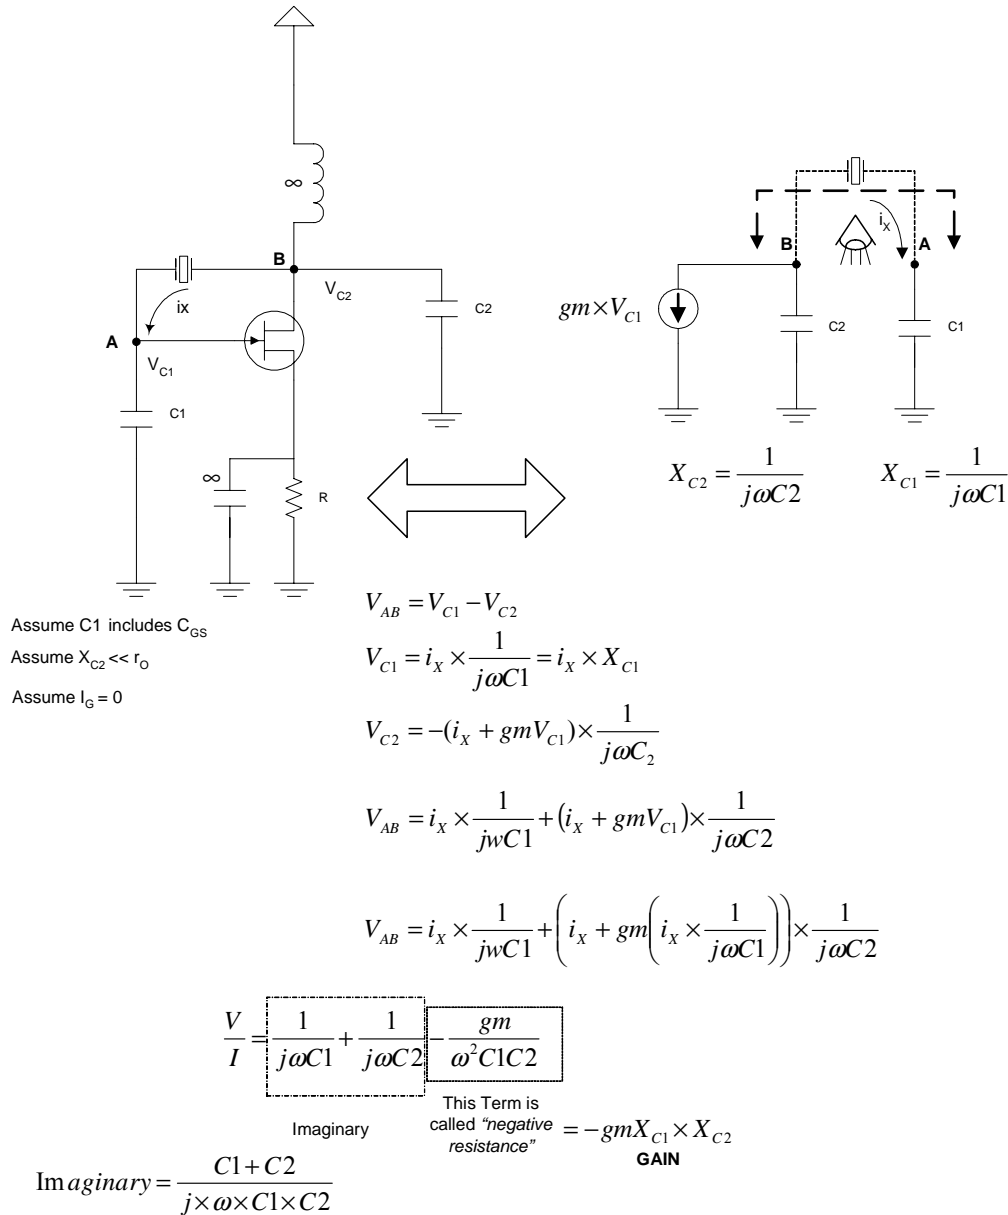 ∞
B
V_C2
C2
ix
A
V_C1
C1
∞
R
B
i_X
A
gm × V_C1
C2
C1
X_C2 = 1/(jωC2)
X_C1 = 1/(jωC1)
Assume C1 includes C_GS
Assume X_C2 << r_O
Assume I_G = 0
V_AB = V_C1 − V_C2
V_C1 = i_X × 1/(jωC1) = i_X × X_C1
V_C2 = −(i_X + gmV_C1) × 1/(jωC_2)
V_AB = i_X × 1/(jwC1) + (i_X + gmV_C1) × 1/(jωC2)
V_AB = i_X × 1/(jwC1) + (i_X + gm(i_X × 1/(jωC1))) × 1/(jωC2)
V/I = 1/(jωC1) + 1/(jωC2) − gm/(ω²C1C2)
Imaginary
This Term is
called "negative
resistance"
= −gmX_C1 × X_C2
GAIN
Imaginary = (C1 + C2)/(j × ω × C1 × C2)